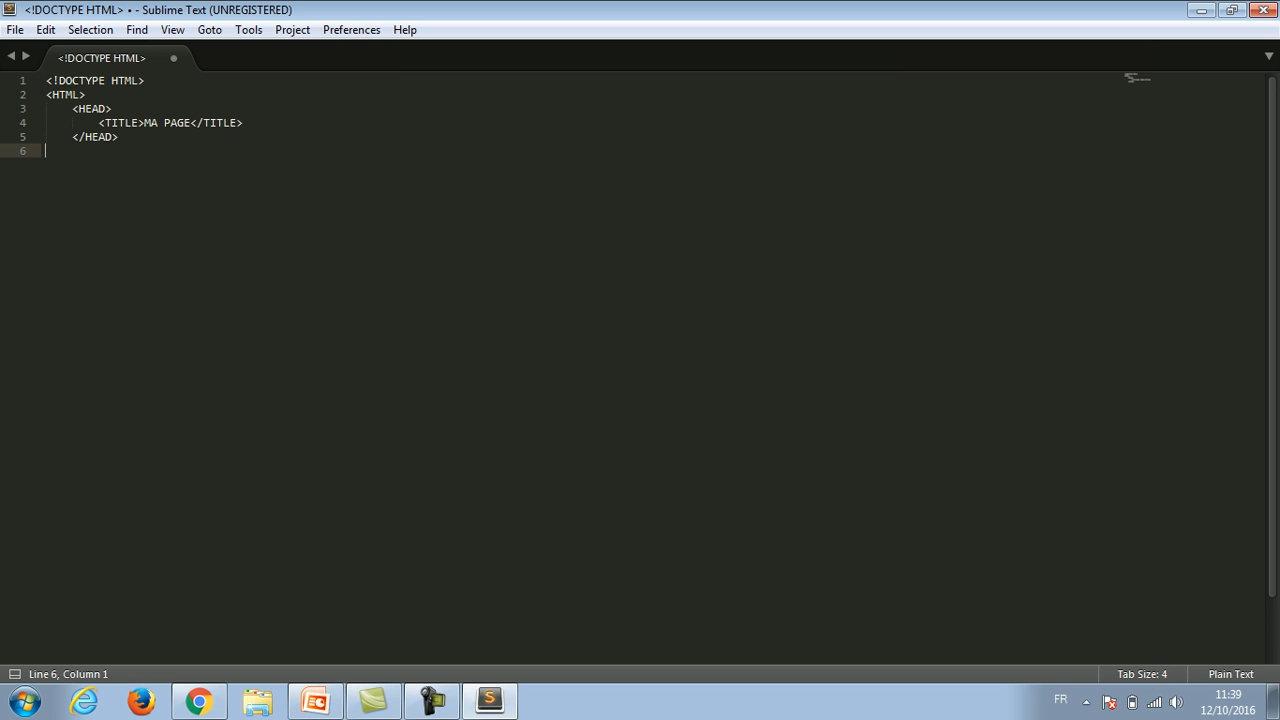 <!DOCTYPE HTML> • - Sublime Text (UNREGISTERED)
File Edit Selection Find View Goto Tools Project Preferences Help
<!DOCTYPE HTML>
1 <!DOCTYPE HTML>
2 <HTML>
3 <HEAD>
4 <TITLE>MA PAGE</TITLE>
5 </HEAD>
6
Line 6, Column 1 Tab Size: 4 Plain Text
FR 11:39
12/10/2016